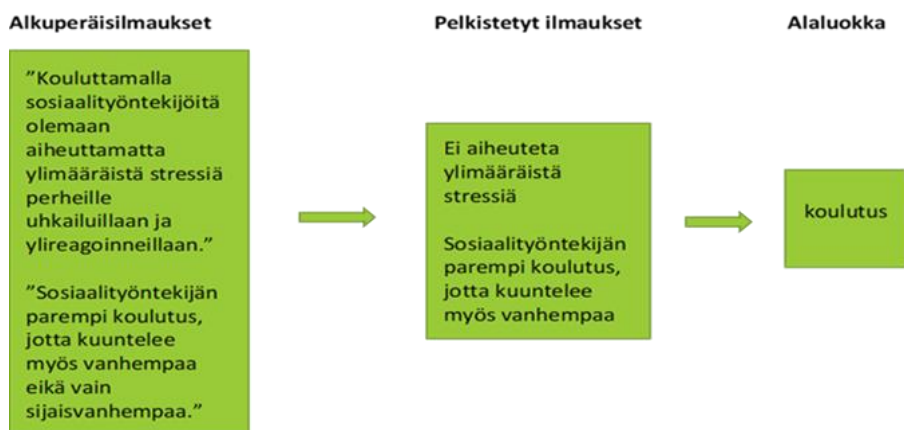 Alkuperäisilmaukset
”Kouluttamalla
sosiaalityöntekijöitä
olemaan
aiheuttamatta
ylimääräistä stressiä
perheille
uhkailuillaan ja
ylireagoinneillaan.”
”Sosiaalityöntekijän
parempi koulutus,
jotta kuuntelee
myös vanhempaa
eikä vain
sijaisvanhempaa.”
Pelkistetyt ilmaukset
Ei aiheuteta
ylimääräistä
stressiä
Sosiaalityöntekijän
parempi koulutus,
jotta kuuntelee
myös vanhempaa
Alaluokka
koulutus